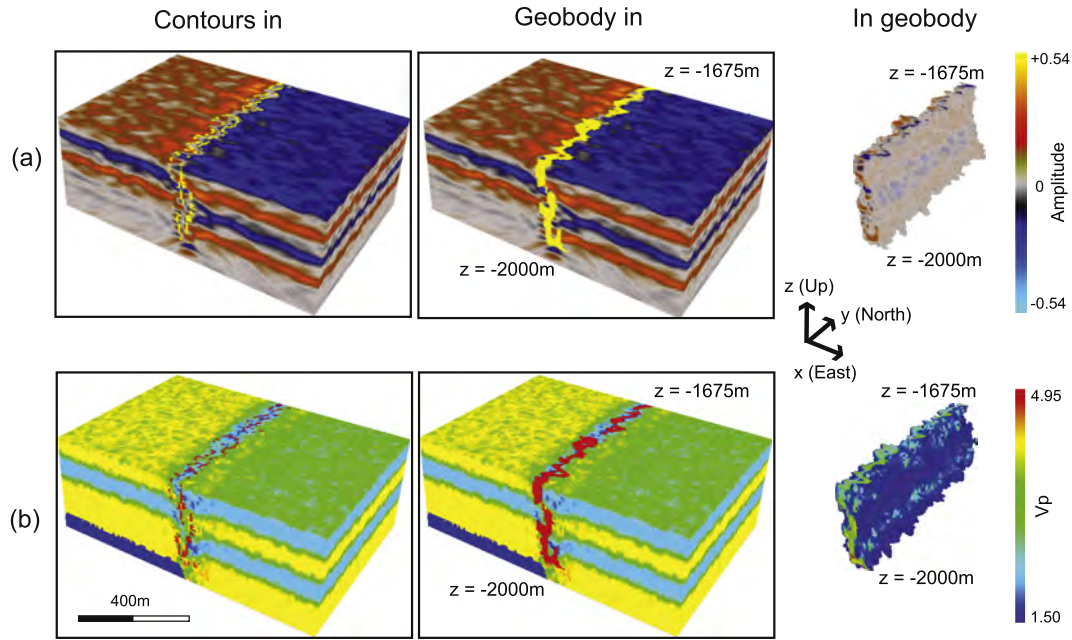 Contours in
Geobody in
In geobody
(a)
z = -1675m
z = -2000m
z = -1675m
z = -2000m
+0.54
0
-0.54
Amplitude
z (Up)
y (North)
x (East)
(b)
400m
z = -1675m
z = -2000m
z = -1675m
z = -2000m
4.95
Vp
1.50